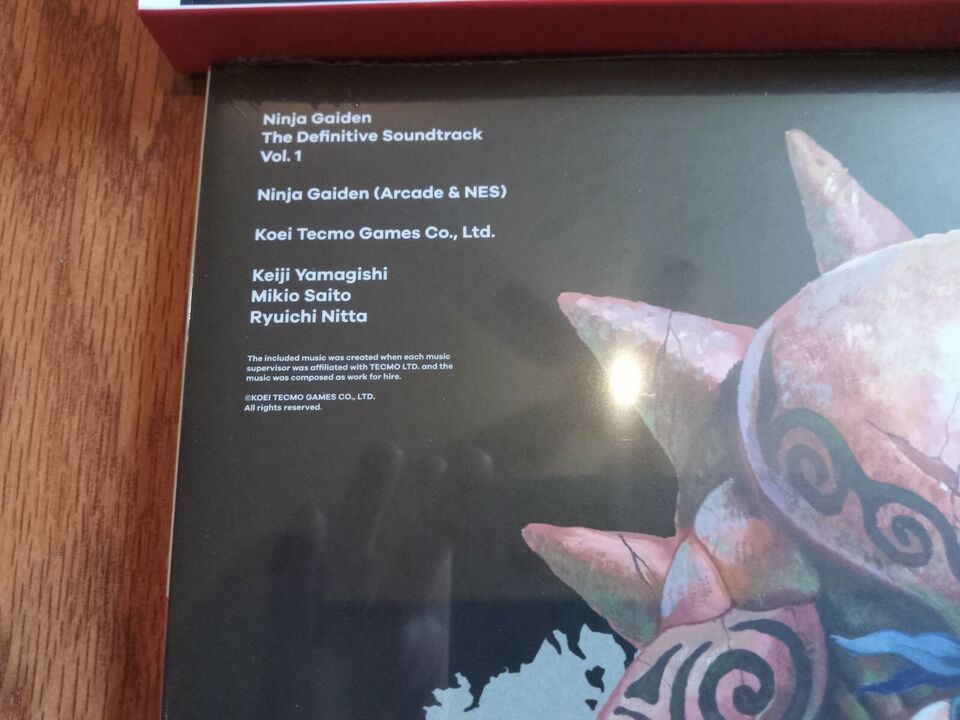 Ninja Gaiden
The Definitive Soundtrack
Vol. 1
Ninja Gaiden (Arcade & NES)
Koei Tecmo Games Co., Ltd.
Keiji Yamagishi
Mikio Saito
Ryuichi Nitta
The included music was created when each music
supervisor was affiliated with TECMO LTD. and the
music was composed as work for hire.
©KOEI TECMO GAMES CO., LTD.
All rights reserved.